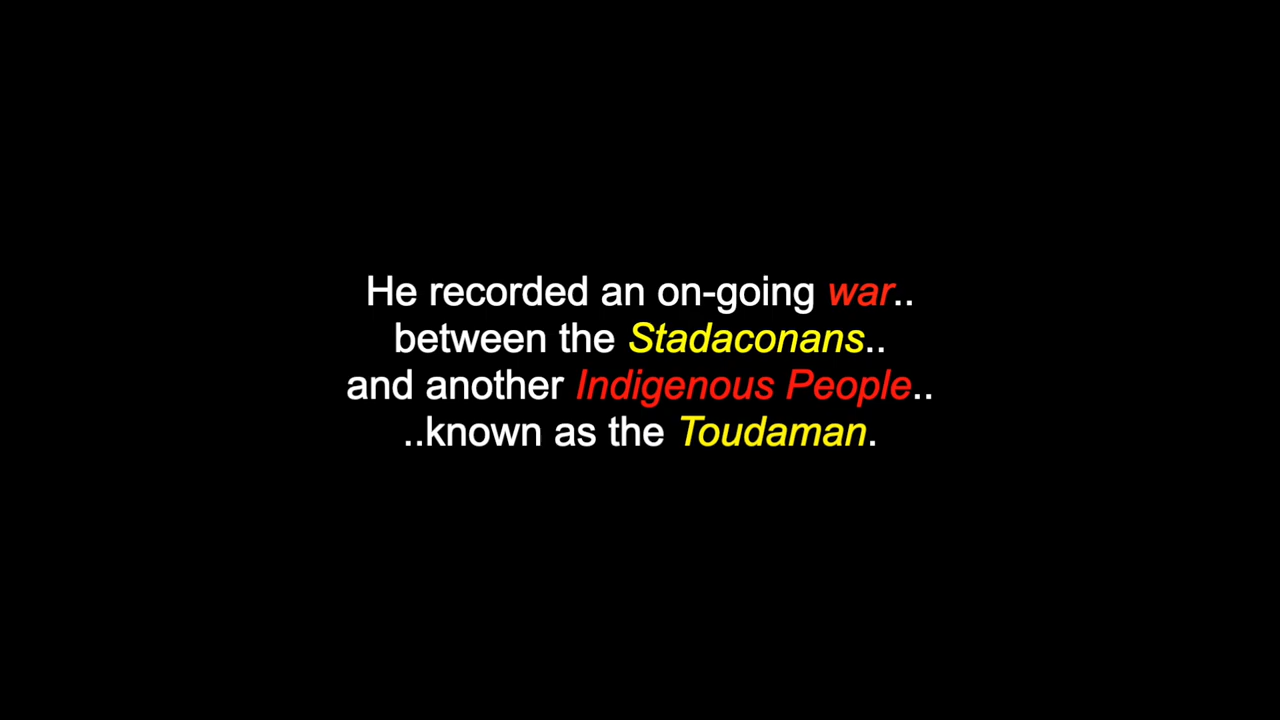 He recorded an on-going war..
between the Stadaconans..
and another Indigenous People..
..known as the Toudaman.